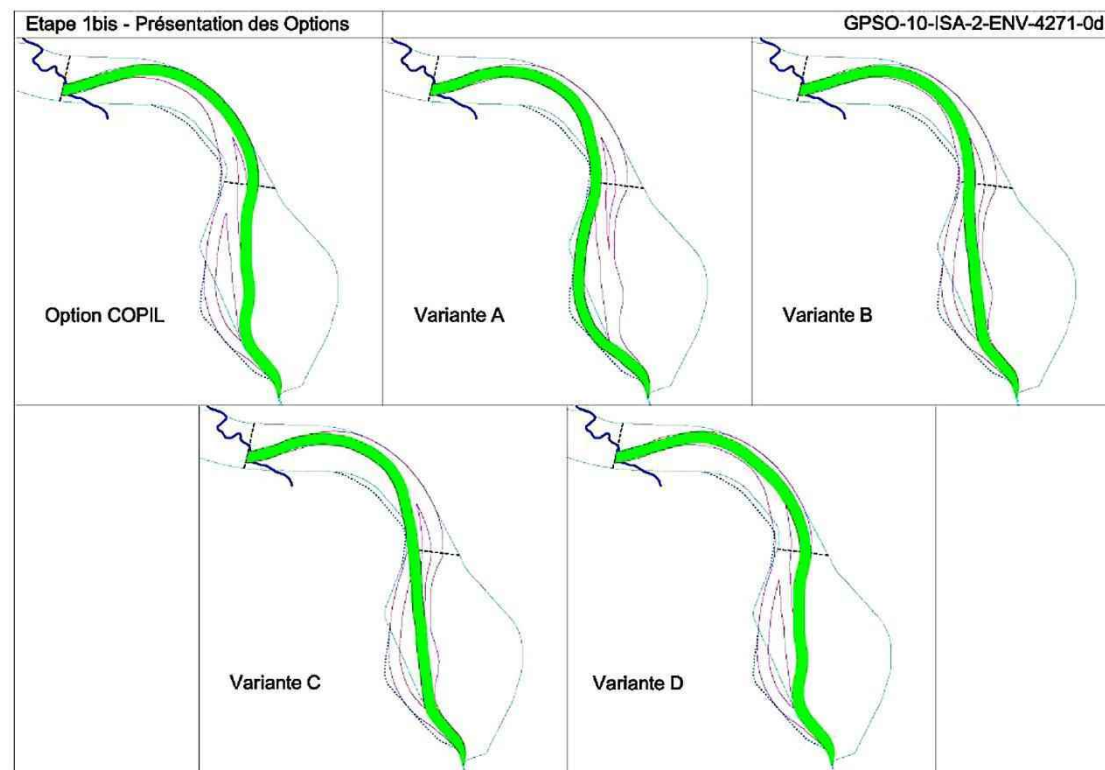 Etape 1bis - Présentation des Options
GPSO-10-ISA-2-ENV-4271-0d
Option COPIL
Variante A
Variante B
Variante C
Variante D